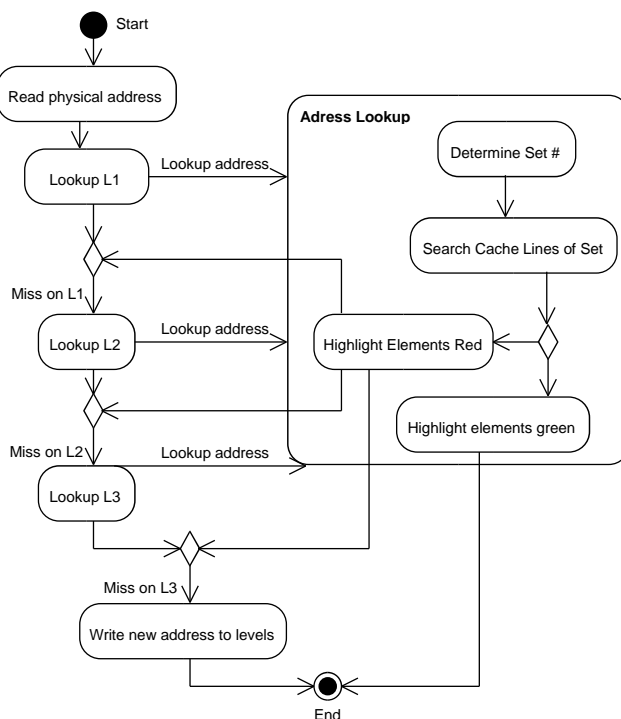 Start
Read physical address
Adress Lookup
Determine Set #
Lookup address
Lookup L1
Search Cache Lines of Set
Miss on L1
Lookup address
Lookup L2
Highlight Elements Red
Highlight elements green
Miss on L2
Lookup address
Lookup L3
Miss on L3
Write new address to levels
End